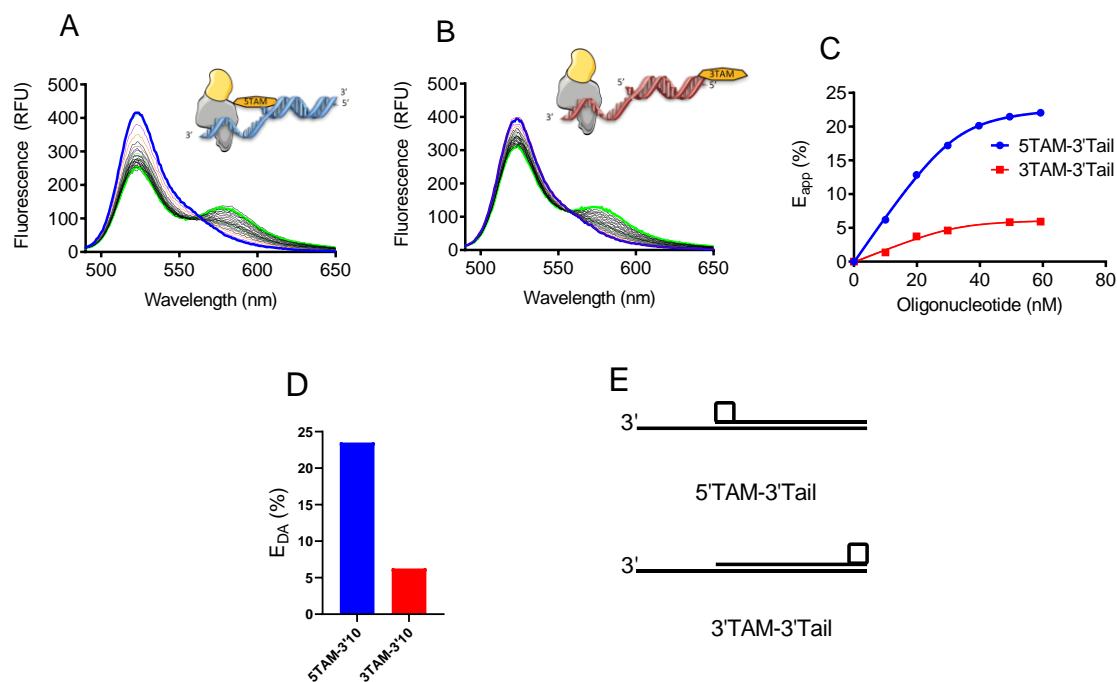 A
Fluorescence (RFU)
500
400
300
200
100
0
500
550
600
650
Wavelength (nm)
5TAM
3'
5'
3'
B
Fluorescence (RFU)
500
400
300
200
100
0
500
550
600
650
Wavelength (nm)
3TAM
5'
5'
3'
C
Eapp (%)
25
20
15
10
5
0
0
20
40
60
80
Oligonucleotide (nM)
5TAM-3'Tail
3TAM-3'Tail
D
EDA (%)
25
20
15
10
5
0
5TAM-3'10
3TAM-3'10
E
3'
5'TAM-3'Tail
3'
3'TAM-3'Tail